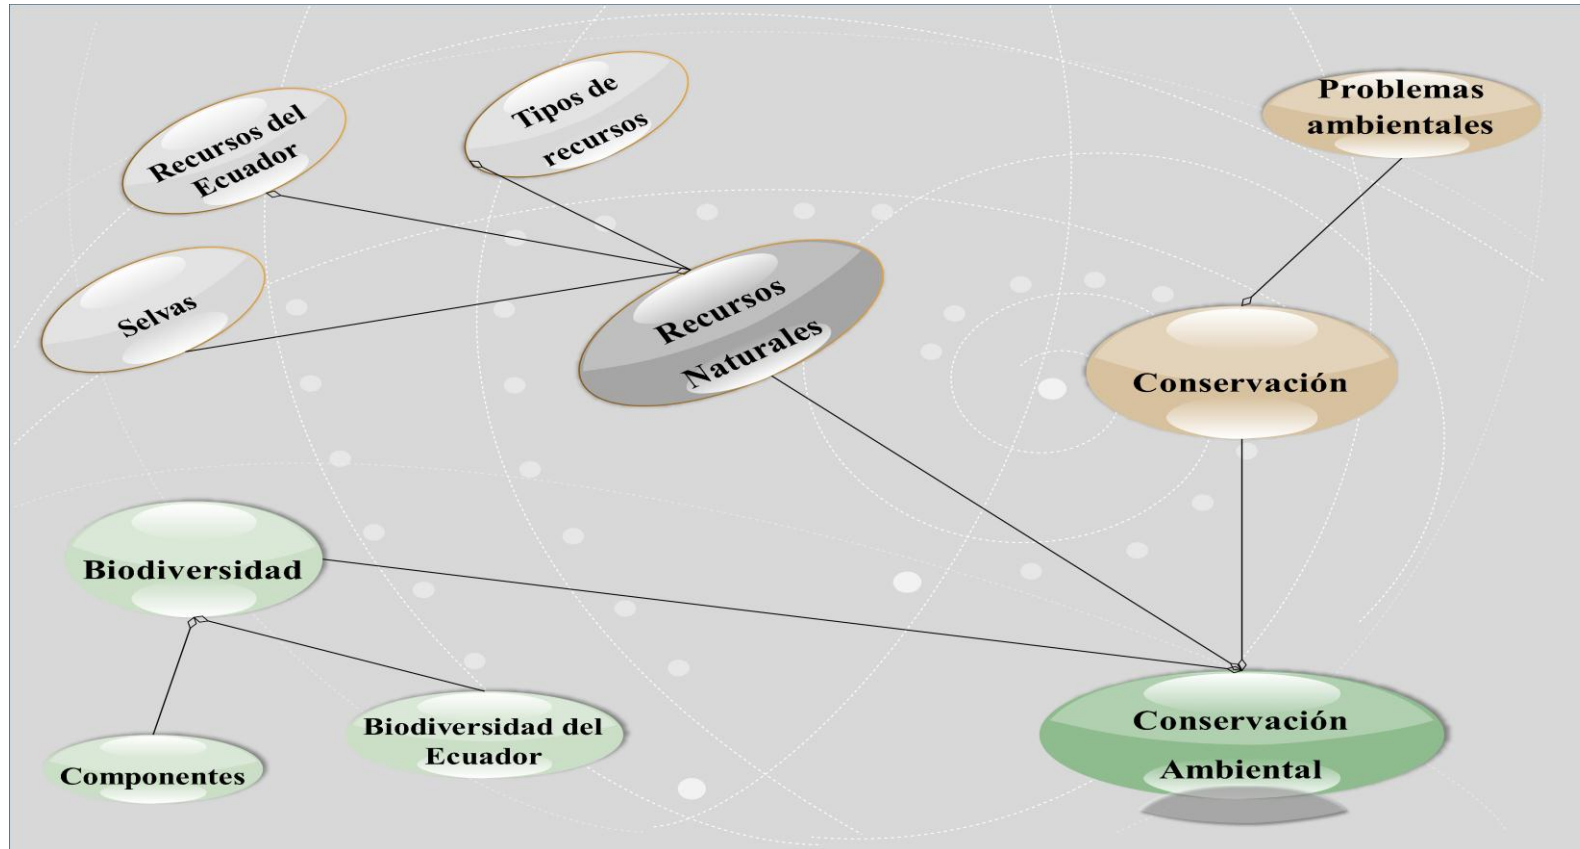 Tipos de
recursos
Recursos del
Ecuador
Selvas
Recursos
Naturales
Problemas
ambientales
Conservación
Biodiversidad
Componentes
Biodiversidad del
Ecuador
Conservación
Ambiental